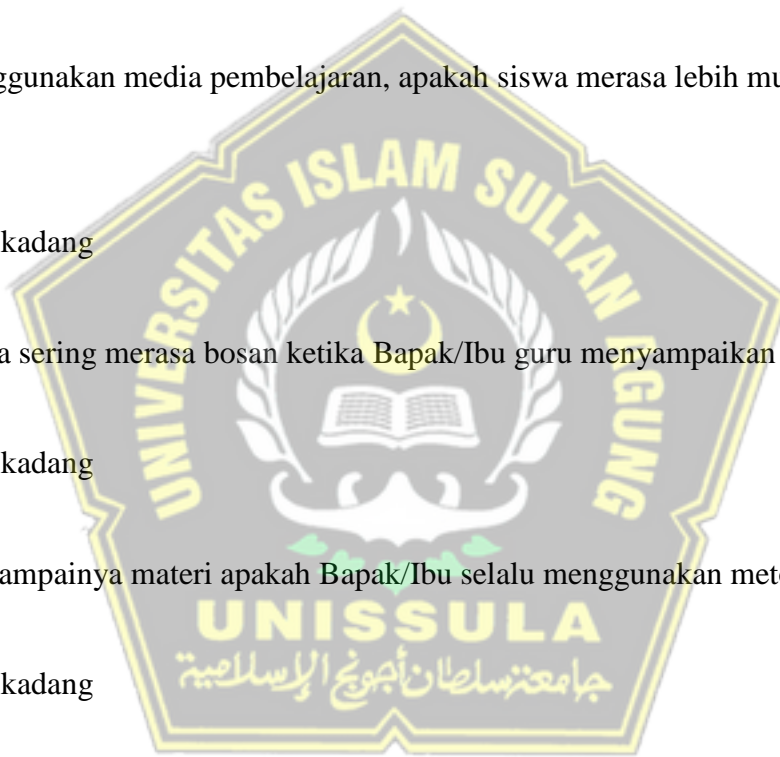 ggunakan media pembelajaran, apakah siswa merasa lebih mu
UNIVERSITAS ISLAM SULTAN AGUNG
kadang
a sering merasa bosan ketika Bapak/Ibu guru menyampaikan
kadang
ampainya materi apakah Bapak/Ibu selalu menggunakan met
UNISSULA
kadang
جامعة سلطان أجونج الإسلامية